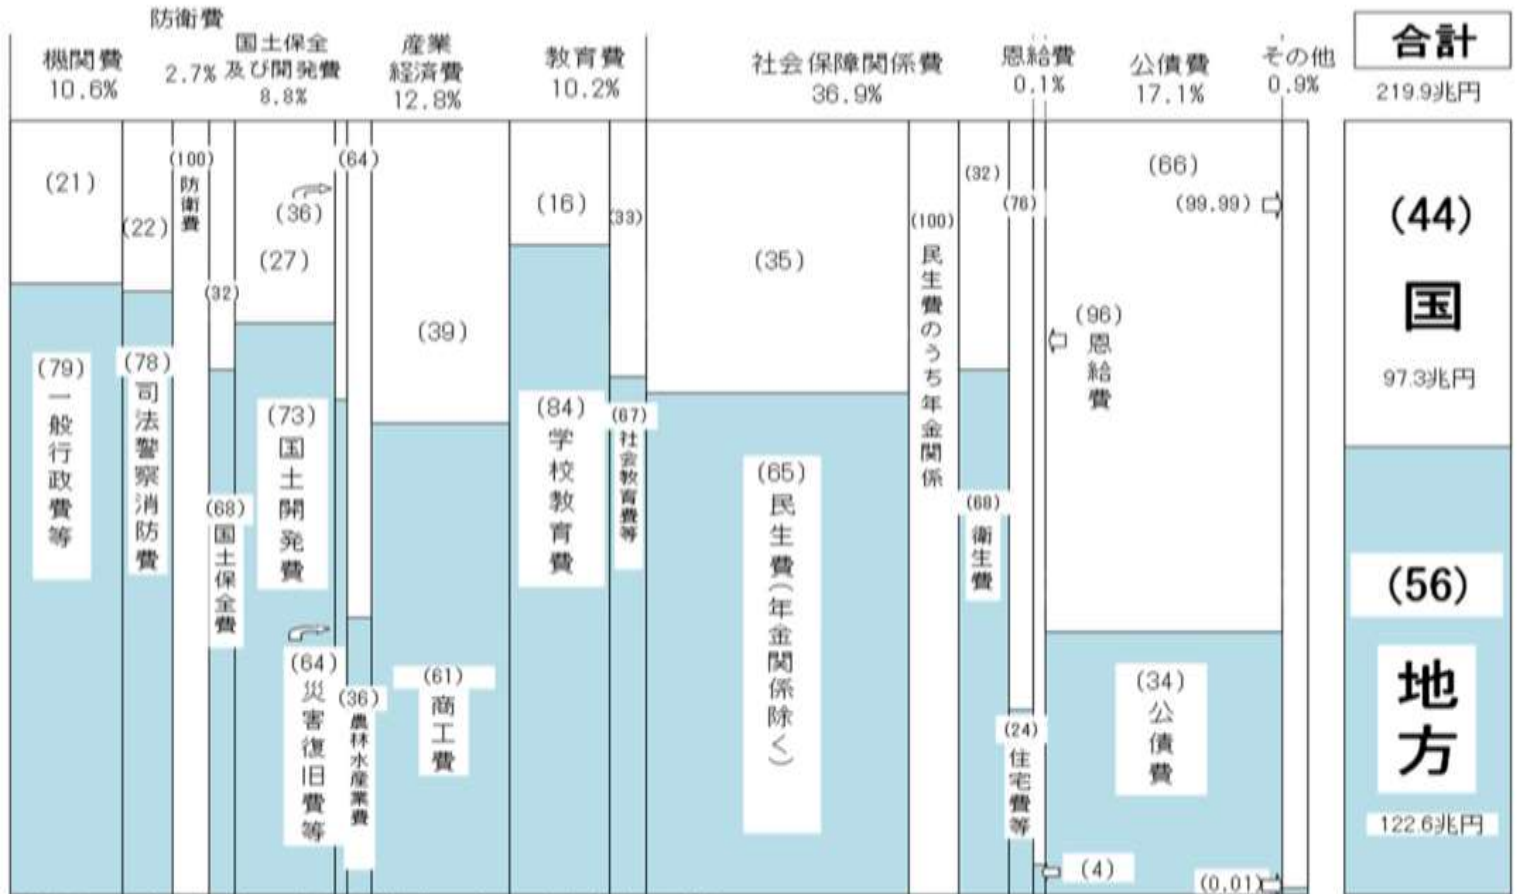 防衛費
機関費
10.6%
2.7%
国土保全
及び開発費
8.8%
産業
経済費
12.8%
教育費
10.2%
社会保障関係費
36.9%
恩給費
0.1%
公債費
17.1%
その他
0.9%
合計
219.9兆円
(21)
(79)
一般行政費等
(22)
(78)
司法警察消防費
(100)
防衛費
(32)
(68)
国土保全費
(27)
(73)
国土開発費
(36)
(64)
災害復旧費等
(64)
(36)
農林水産業費
(39)
(61)
商工費
(16)
(84)
学校教育費
(33)
(67)
社会教育費等
(35)
(65)
民生費(年金関係除く)
(100)
民生費のうち年金関係
(32)
(68)
衛生費
(76)
(24)
住宅費等
(96)
恩給費
(4)
(66)
(34)
公債費
(99.99)
(0.01)
(44)
国
97.3兆円
(56)
地方
122.6兆円